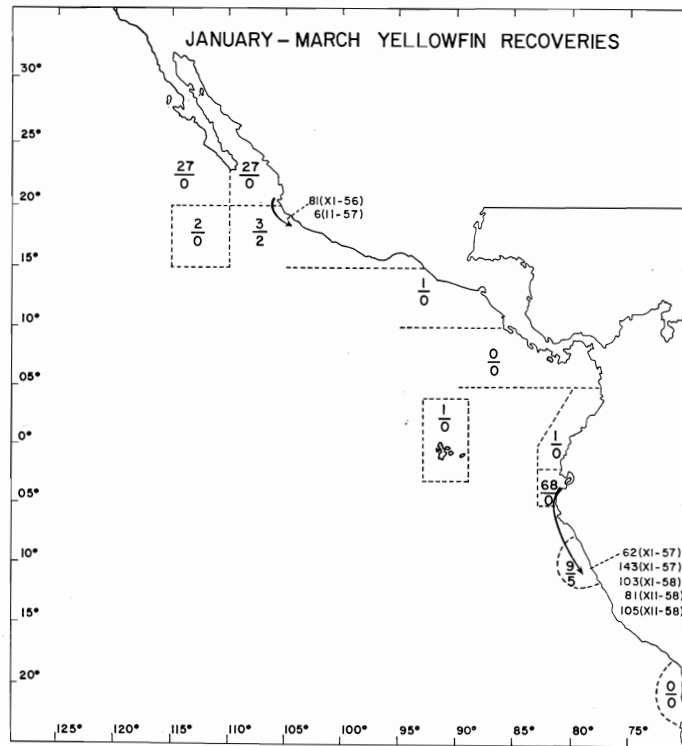 JANUARY – MARCH YELLOWFIN RECOVERIES
30°
25°
27/0
27/0
20°
81(XI-56)
6(II-57)
2/0
3/2
15°
1/0
10°
0/0
05°
1/0
0°
1/0
68/0
05°
62(XI-57)
10°
9/5
143(XI-57)
103(XI-58)
81(XII-58)
15°
105(XII-58)
20°
0/0
125° 120° 115° 110° 105° 100° 95° 90° 85° 80° 75°